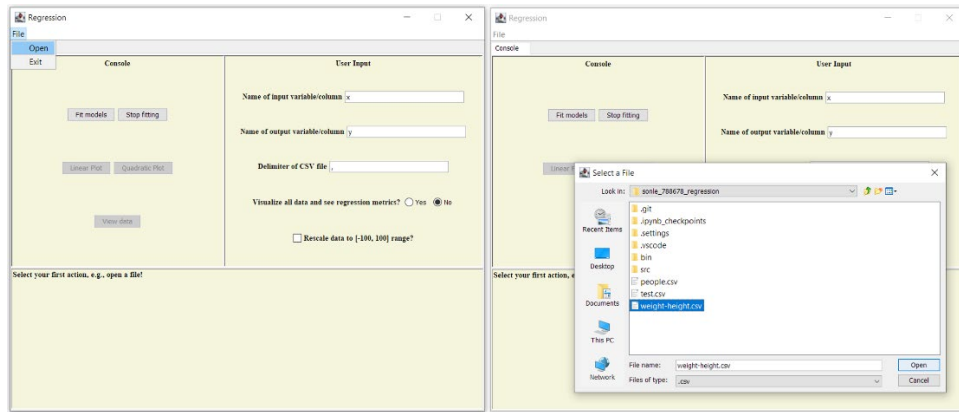 Regression
File
Open
Exit
Console
User Input
Name of input variable/column x
Fit models Stop fitting
Name of output variable/column y
Linear Plot Quadratic Plot
Delimiter of CSV file ,
Visualize all data and see regression metrics? Yes No
View data
Rescale data to [-100, 100] range?
Select your first action, e.g., open a file!
Regression
File
Console
Console
User Input
Name of input variable/column x
Fit models Stop fitting
Name of output variable/column y
Linear
Select your first action, e
Select a File
Look in: sonle_788678_regression
Recent Items
Desktop
Documents
This PC
Network
.git
.ipynb_checkpoints
.settings
.vscode
bin
src
people.csv
test.csv
weight-height.csv
File name: weight-height.csv Open
Files of type: .csv Cancel